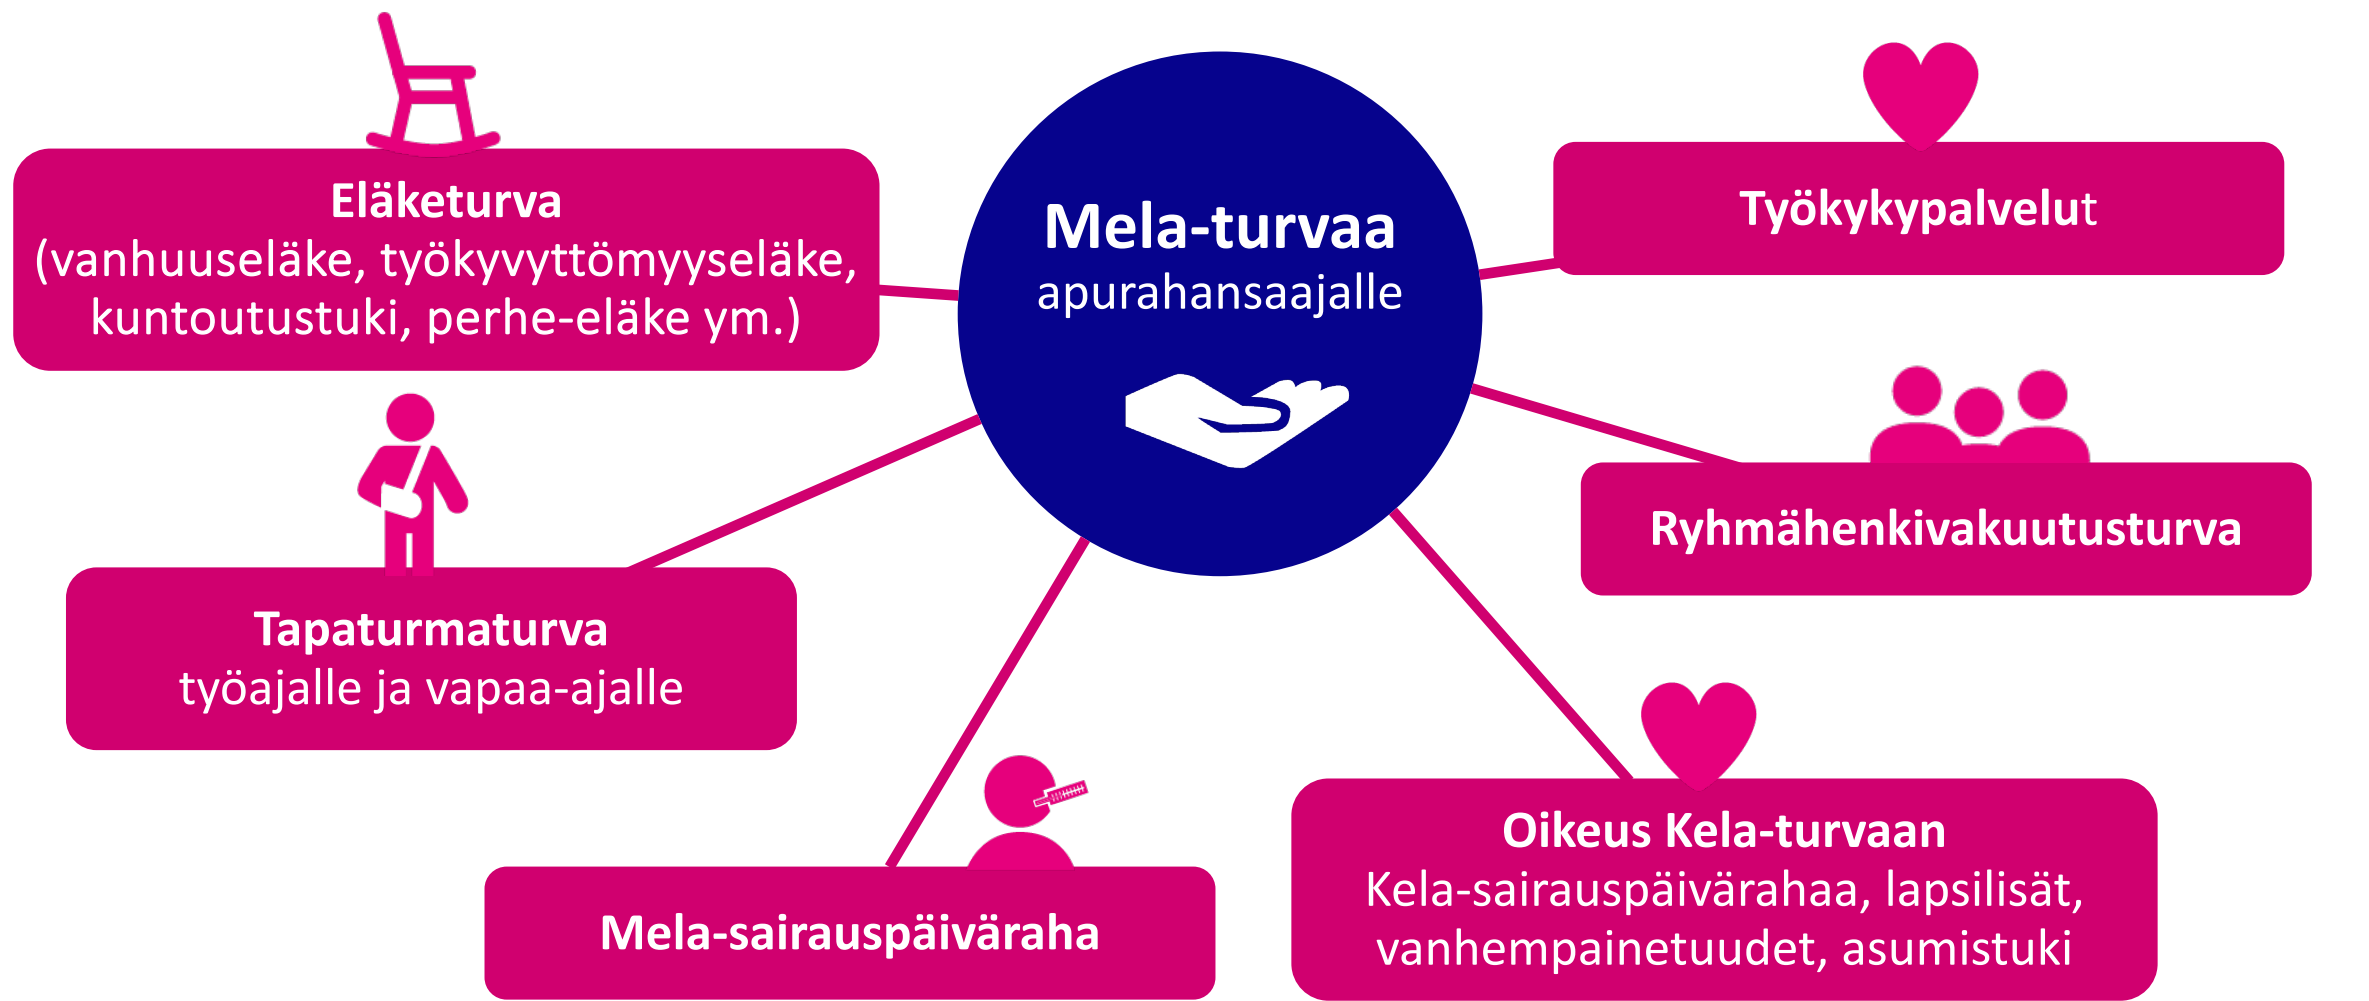 Mela-turvaa
apurahansaajalle
Eläketurva
(vanhuuseläke, työkyvyttömyyseläke,
kuntoutustuki, perhe-eläke ym.)
Tapaturmaturva
työajalle ja vapaa-ajalle
Mela-sairauspäiväraha
Oikeus Kela-turvaan
Kela-sairauspäivärahaa, lapsilisät,
vanhempainetuudet, asumistuki
Ryhmähenkivakuutusturva
Työkykypalvelut